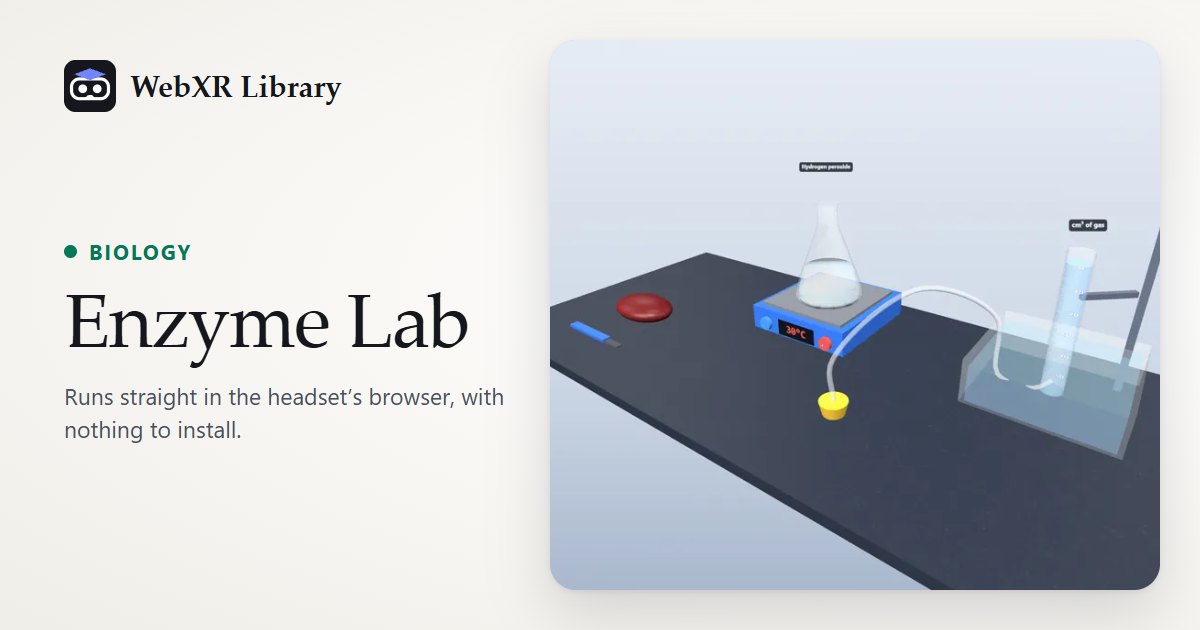 WebXR Library
BIOLOGY
Enzyme Lab
Runs straight in the headset’s browser, with
nothing to install.
Hydrogen peroxide
cm³ of gas
30°C